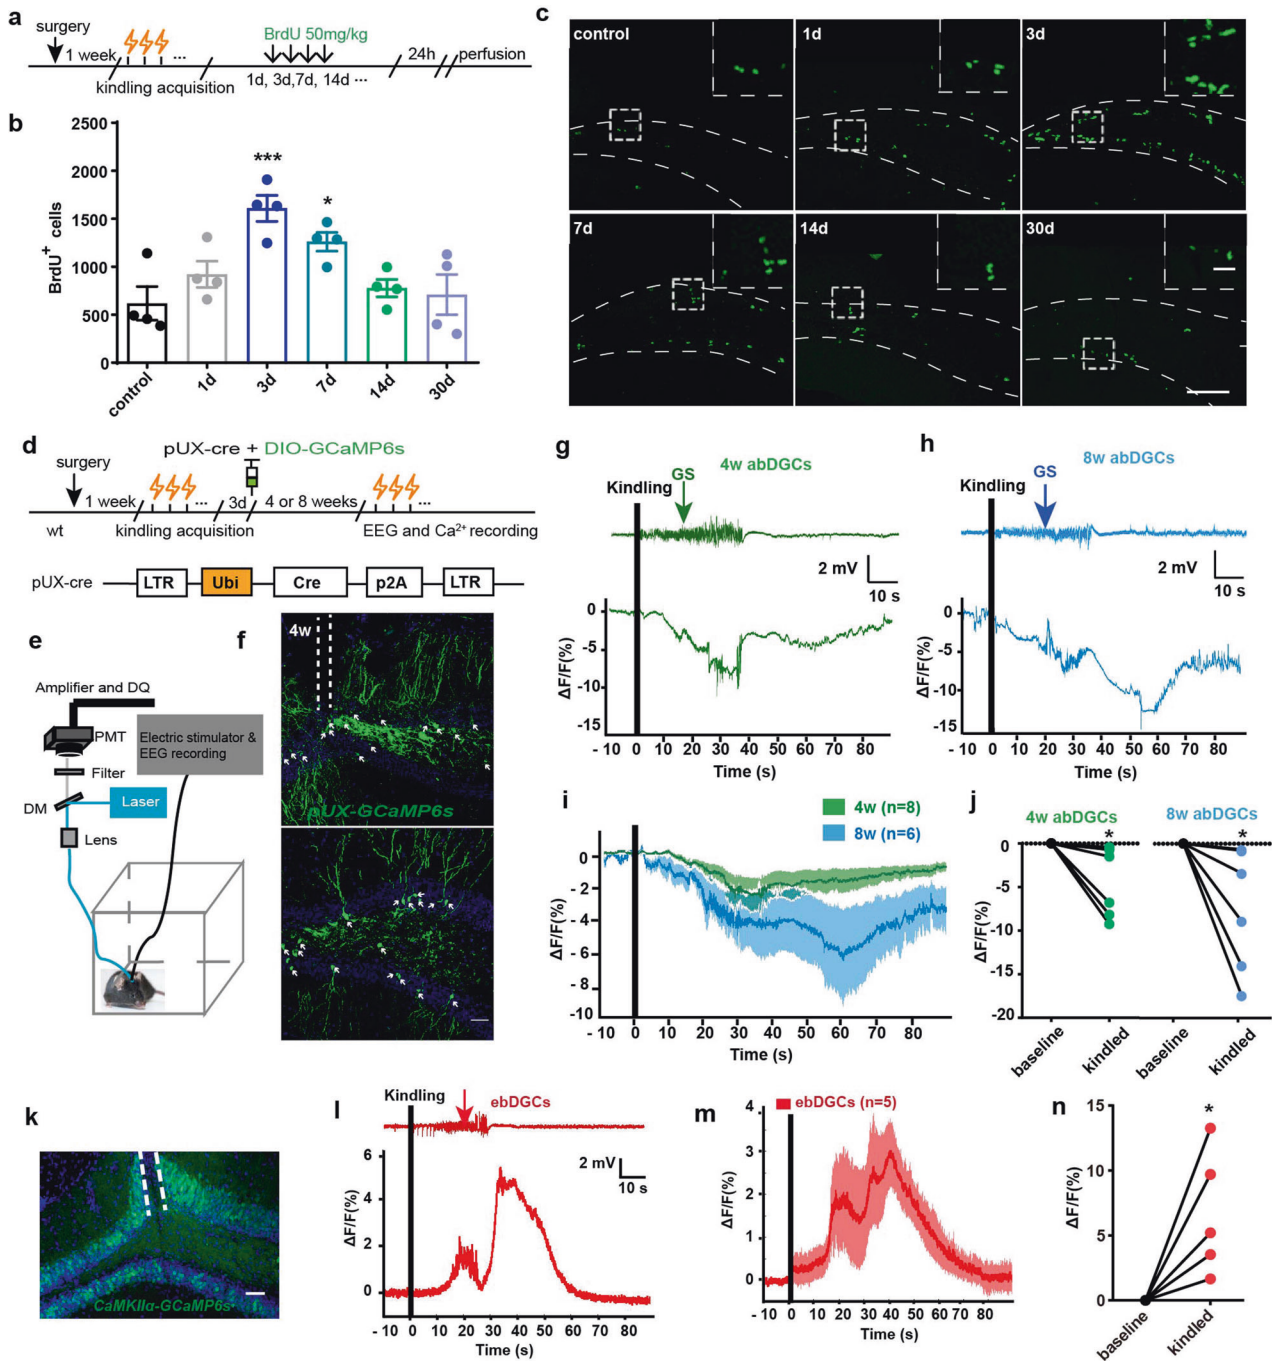 a
surgery
1 week
...
kindling acquisition
BrdU 50mg/kg
1d, 3d,7d, 14d ...
24h
perfusion
b
BrdU+ cells
2500
2000
1500
1000
500
0
***
*
control
1d
3d
7d
14d
30d
c
control
1d
3d
7d
14d
30d
d
pUX-cre + DIO-GCaMP6s
surgery
1 week
...
3d
4 or 8 weeks
...
wt
kindling acquisition
EEG and Ca2+ recording
pUX-cre
LTR
Ubi
Cre
p2A
LTR
e
Amplifier and DQ
PMT
Electric stimulator &
EEG recording
Filter
DM
Laser
Lens
f
4w
pUX-GCaMP6s
g
GS
4w abDGCs
Kindling
2 mV
10 s
ΔF/F(%)
0
-5
-10
-15
- 10 0 10 20 30 40 50 60 70 80
Time (s)
h
GS
8w abDGCs
Kindling
2 mV
10 s
ΔF/F(%)
0
-5
-10
-15
-10 0 10 20 30 40 50 60 70 80
Time (s)
i
4w (n=8)
8w (n=6)
ΔF/F(%)
0
- 2
- 4
- 6
- 8
-10
- 10 0 10 20 30 40 50 60 70 80
Time (s)
j
4w abDGCs
8w abDGCs
*
*
ΔF/F(%)
0
-5
-10
-15
-20
baseline
kindled
baseline
kindled
k
CaMKIIα-GCaMP6s
l
Kindling
ebDGCs
2 mV
10 s
ΔF/F(%)
6
4
2
0
- 10 0 10 20 30 40 50 60 70 80
Time (s)
m
ebDGCs (n=5)
ΔF/F(%)
4
3
2
1
0
-1
- 10 0 10 20 30 40 50 60 70 80
Time (s)
n
*
ΔF/F(%)
15
10
5
0
baseline
kindled